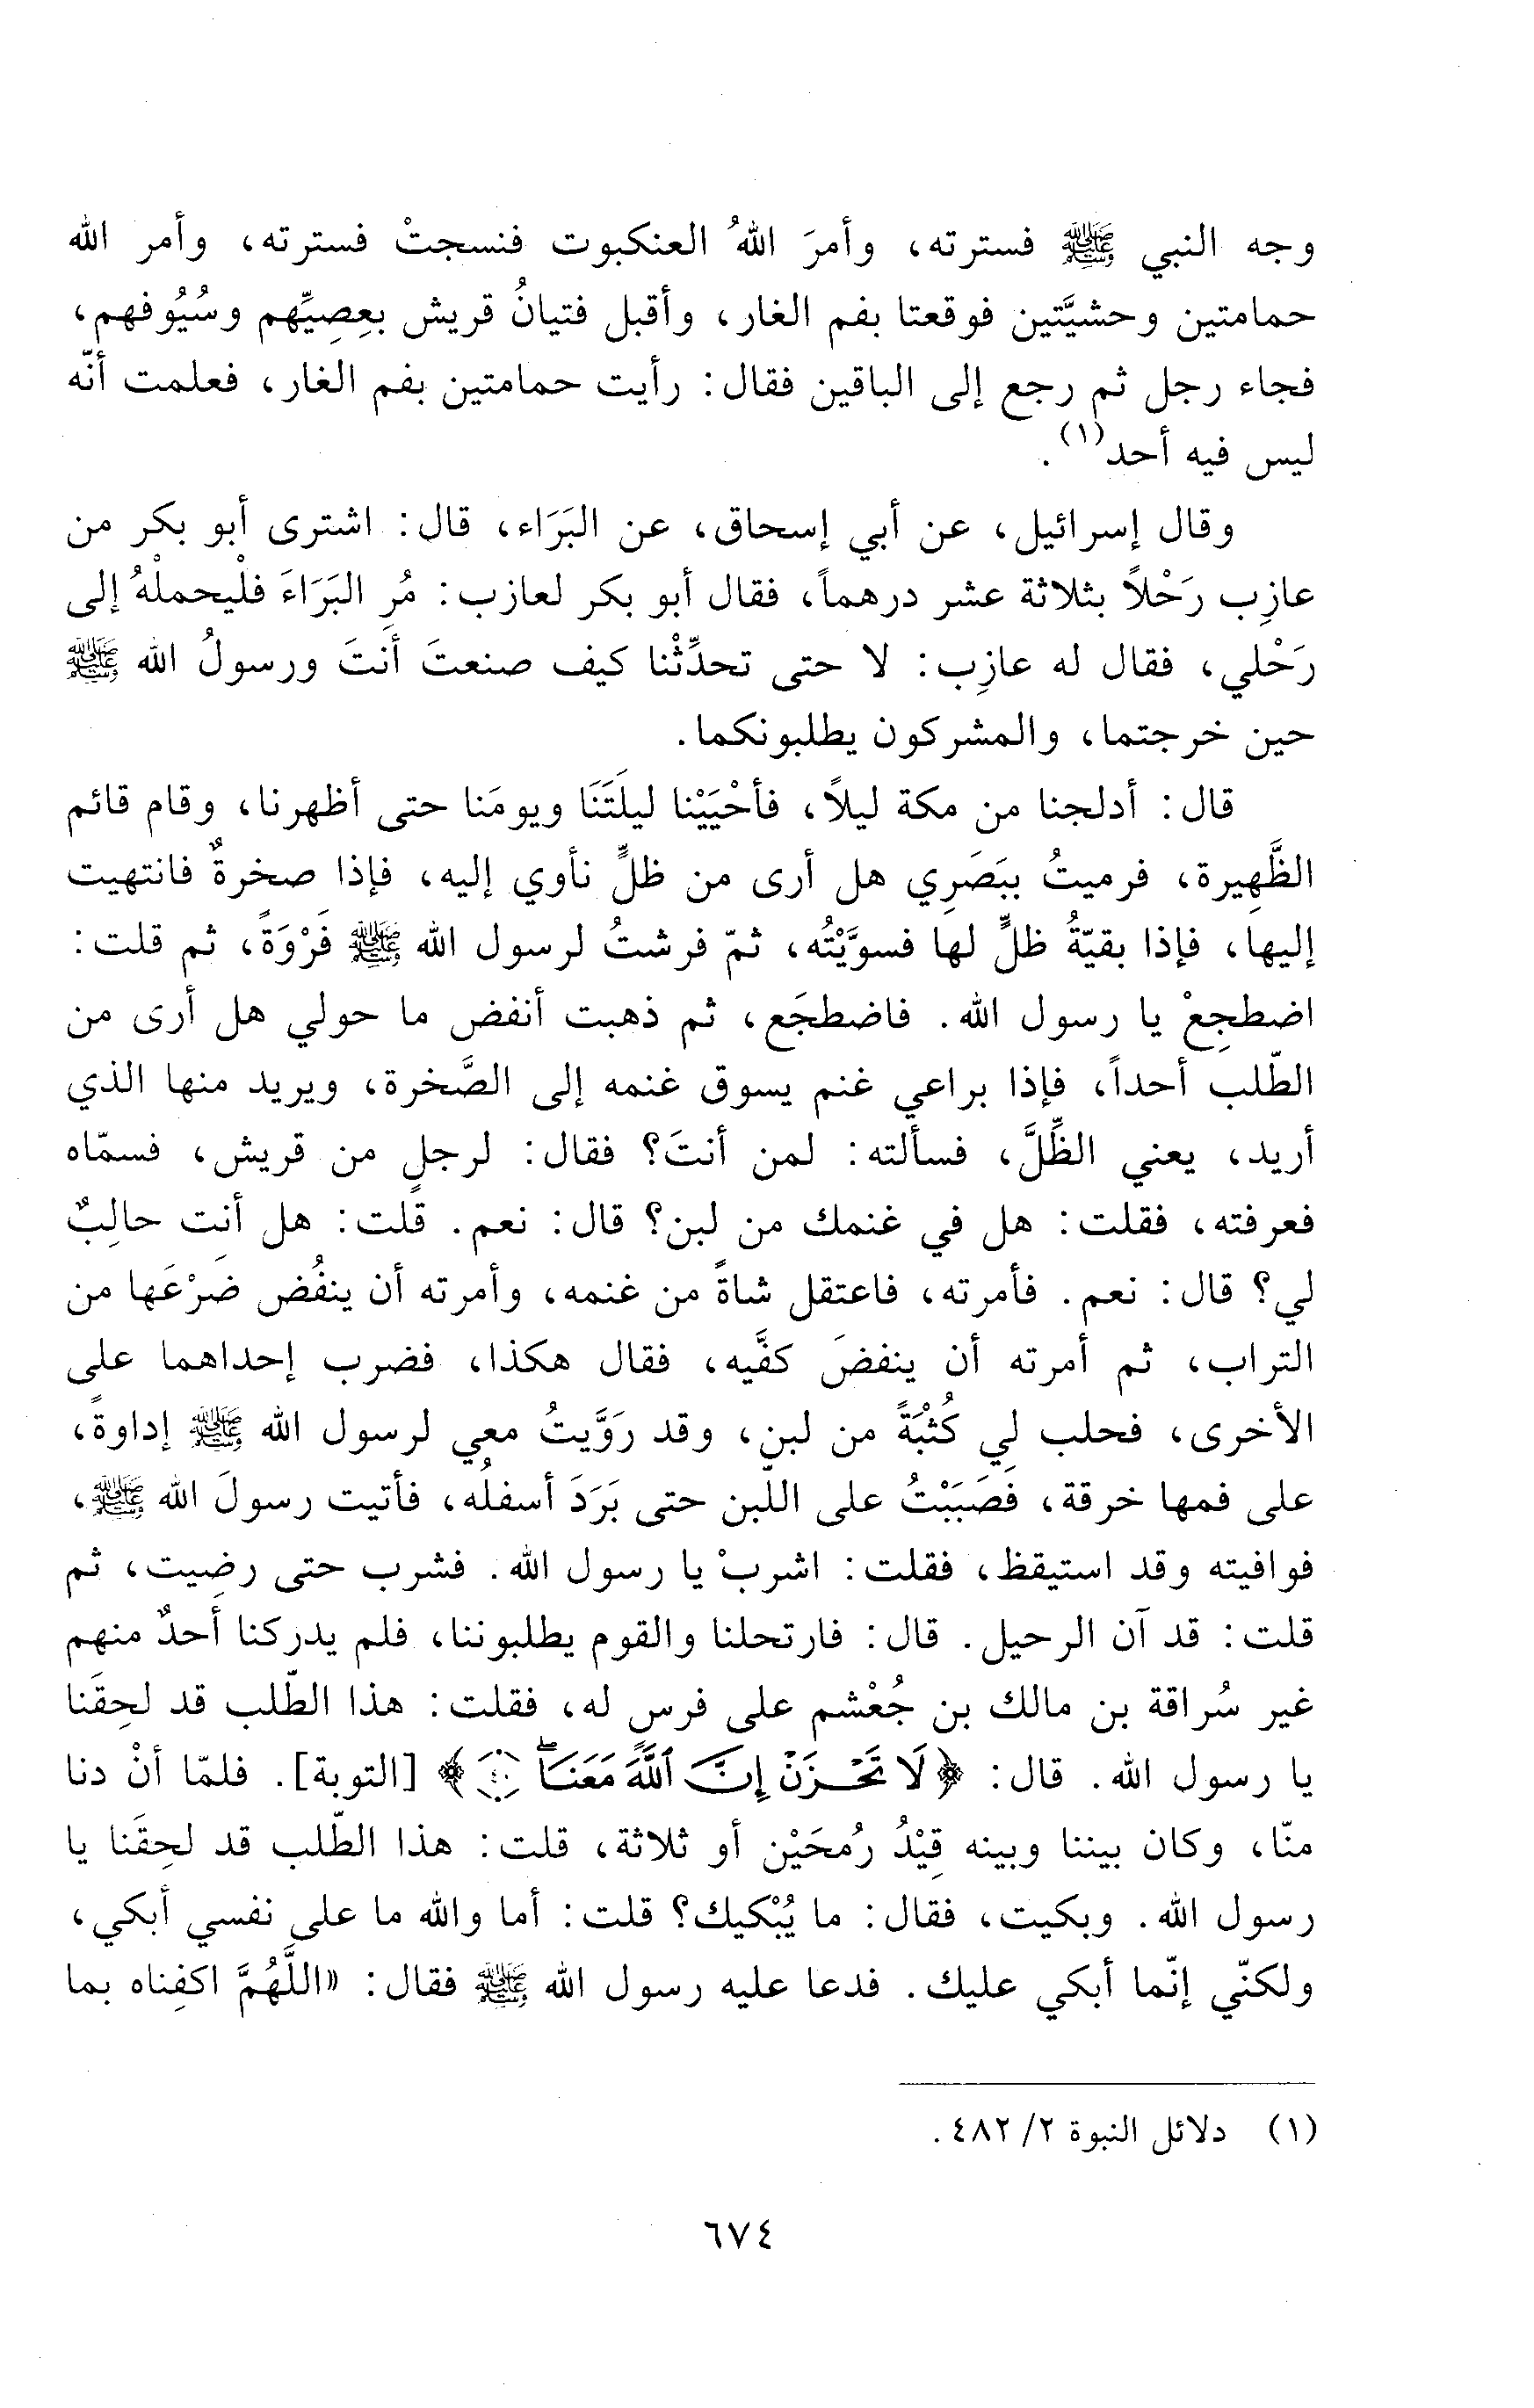 وجه النبي ﷺ فسترته، وأمرَ اللهُ العنكبوت فنسجتْ فسترته، وأمر الله
حمامتين وحشيَّتين فوقعتا بفم الغار، وأقبل فتيانُ قريش بعِصِيِّهم وسُيُوفهم،
فجاء رجل ثم رجع إلى الباقين فقال: رأيت حمامتين بفم الغار، فعلمت أنّه
ليس فيه أحد(١).
وقال إسرائيل، عن أبي إسحاق، عن البَرَاء، قال: اشترى أبو بكر من
عازِب رَحْلاً بثلاثة عشر درهماً، فقال أبو بكر لعازب: مُرِ البَرَاءَ فلْيحملْهُ إلى
رَحْلي، فقال له عازِب: لا حتى تحدِّثْنا كيف صنعتَ أنتَ ورسولُ الله ﷺ
حين خرجتما، والمشركون يطلبونكما.
قال: أدلجنا من مكة ليلاً، فأحْيَيْنا ليلَتَنَا ويومَنا حتى أظهرنا، وقام قائم
الظَّهِيرة، فرميتُ ببَصَرِي هل أرى من ظلٍّ نأوي إليه، فإذا صخرةٌ فانتهيت
إليها، فإذا بقيّةُ ظلٍّ لها فسوَّيْتُه، ثمّ فرشتُ لرسول الله ﷺ فَرْوَةً، ثم قلت:
اضطجِعْ يا رسول الله. فاضطجَع، ثم ذهبت أنفض ما حولي هل أرى من
الطّلب أحداً، فإذا براعي غنم يسوق غنمه إلى الصَّخرة، ويريد منها الذي
أريد، يعني الظِّلَّ، فسألته: لمن أنتَ؟ فقال: لرجلٍ من قريش، فسمّاه
فعرفته، فقلت: هل في غنمك من لبن؟ قال: نعم. قلت: هل أنت حالِبٌ
لي؟ قال: نعم. فأمرته، فاعتقل شاةً من غنمه، وأمرته أن ينفُض ضَرْعَها من
التراب، ثم أمرته أن ينفضَ كفَّيه، فقال هكذا، فضرب إحداهما على
الأخرى، فحلب لي كُثْبَةً من لبنٍ، وقد رَوَّيتُ معي لرسول الله ﷺ إداوةً،
على فمها خرقة، فَصَبَبْتُ على اللّبن حتى بَرَدَ أسفلُه، فأتيت رسولَ الله ﷺ،
فوافيته وقد استيقظ، فقلت: اشربْ يا رسول الله. فشرب حتى رضِيت، ثم
قلت: قد آن الرحيل. قال: فارتحلنا والقوم يطلبوننا، فلم يدركنا أحدٌ منهم
غير سُراقة بن مالك بن جُعْشم على فرسٍ له، فقلت: هذا الطّلب قد لحِقَنا
يا رسول الله. قال: ﴿لَا تَحْزَنْ إِنَّ ٱللَّهَ مَعَنَاۖ ٤٠﴾ [التوبة]. فلمّا أنْ دنا
منّا، وكان بيننا وبينه قِيْدُ رُمحَيْن أو ثلاثة، قلت: هذا الطّلب قد لحِقَنا يا
رسول الله. وبكيت، فقال: ما يُبْكيك؟ قلت: أما والله ما على نفسي أبكي،
ولكنّي إنّما أبكي عليك. فدعا عليه رسول الله ﷺ فقال: «اللَّهُمَّ اكفِناه بما
(١) دلائل النبوة ٢/ ٤٨٢.
٦٧٤